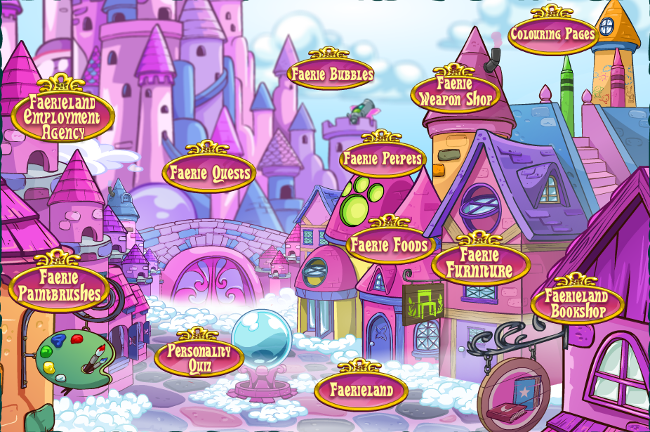 Colouring Pages
Faerie Bubbles
Faerie
Weapon Shop
Faerieland
Employment
Agency
Faerie Quests
Faerie Petpets
Faerie Foods
Faerie
Furniture
Faerie
Paintbrushes
Faerieland
Bookshop
Personality
Quiz
Faerieland